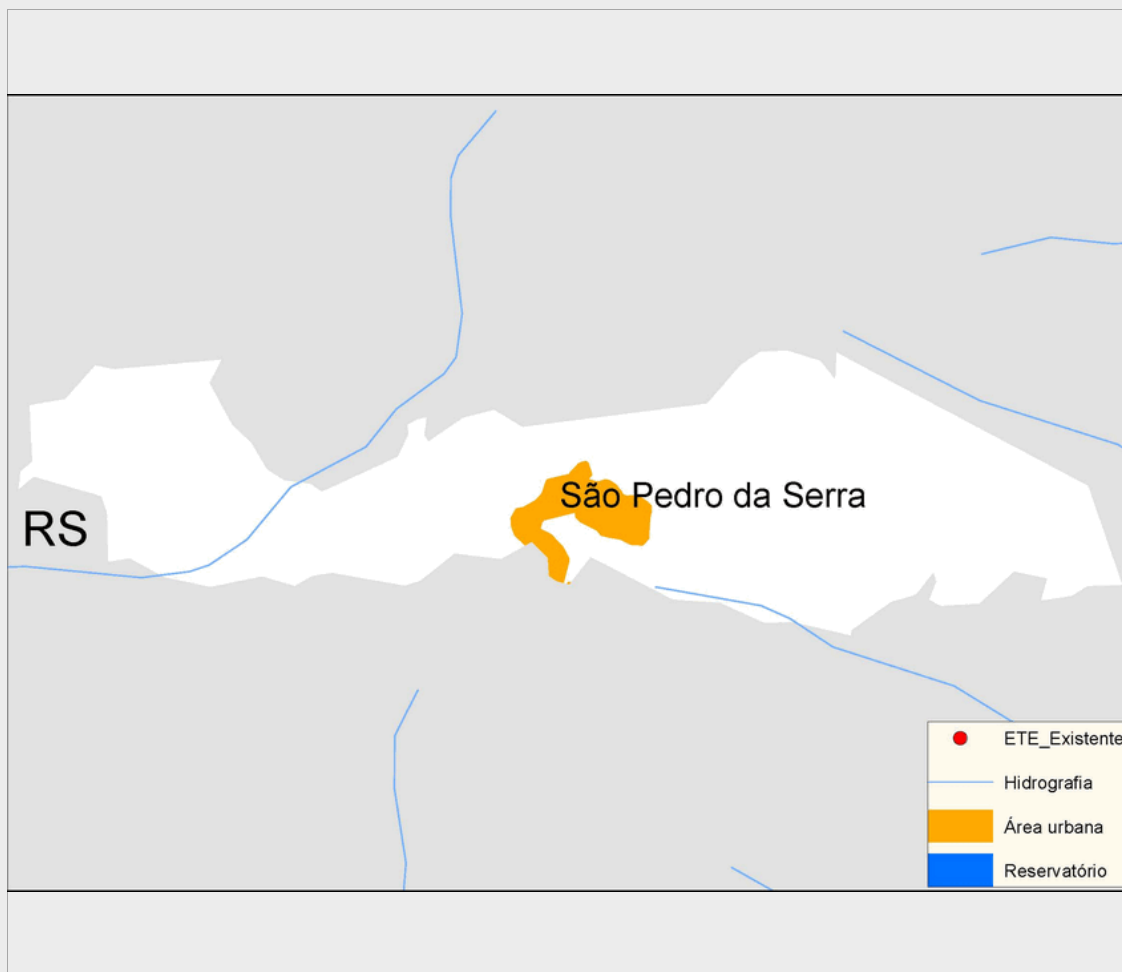 São Pedro da Serra
RS
ETE_Existente
Hidrografia
Área urbana
Reservatório